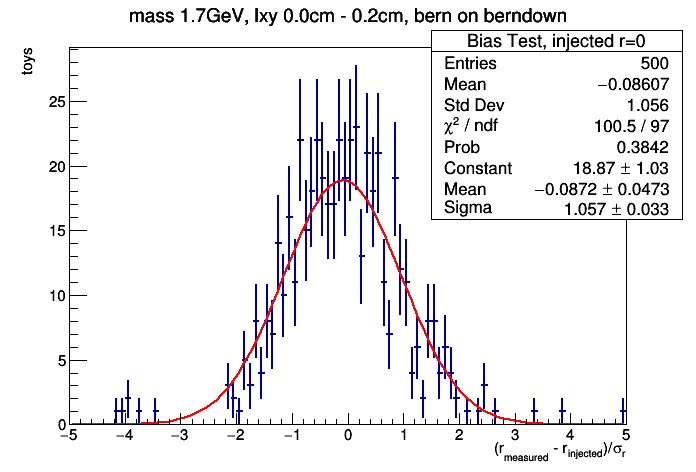 mass 1.7GeV, lxy 0.0cm - 0.2cm, bern on berndown
toys
Bias Test, injected r=0
Entries 500
Mean −0.08607
Std Dev 1.056
χ² / ndf 100.5 / 97
Prob 0.3842
Constant 18.87 ± 1.03
Mean −0.0872 ± 0.0473
Sigma 1.057 ± 0.033
25
20
15
10
5
0
−5 −4 −3 −2 −1 0 1 2 3 4 5
(r_measured - r_injected)/σ_r